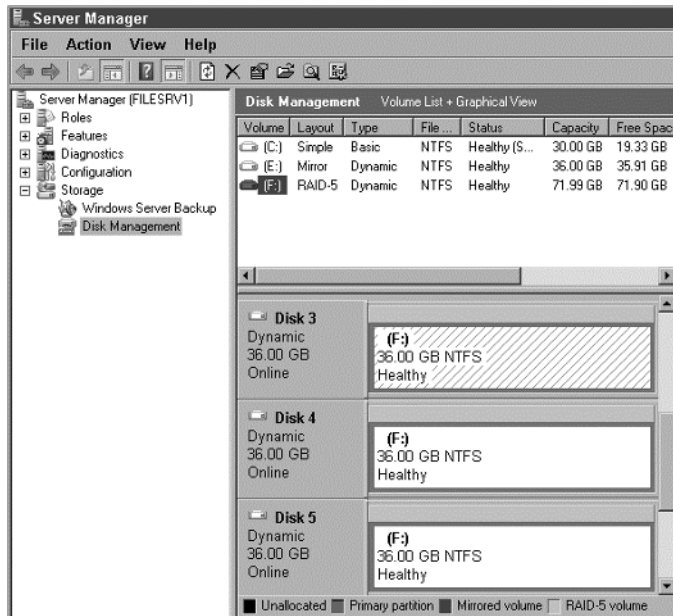 Server Manager
File Action View Help
Server Manager (FILESRV1)
Roles
Features
Diagnostics
Configuration
Storage
Windows Server Backup
Disk Management
Disk Management Volume List + Graphical View
Volume Layout Type File ... Status Capacity Free Spac
(C:) Simple Basic NTFS Healthy (S... 30.00 GB 19.33 GB
(E:) Mirror Dynamic NTFS Healthy 36.00 GB 35.91 GB
(F:) RAID-5 Dynamic NTFS Healthy 71.99 GB 71.90 GB
Disk 3
Dynamic
36.00 GB
Online
(F:)
36.00 GB NTFS
Healthy
Disk 4
Dynamic
36.00 GB
Online
(F:)
36.00 GB NTFS
Healthy
Disk 5
Dynamic
36.00 GB
Online
(F:)
36.00 GB NTFS
Healthy
Unallocated Primary partition Mirrored volume RAID-5 volume